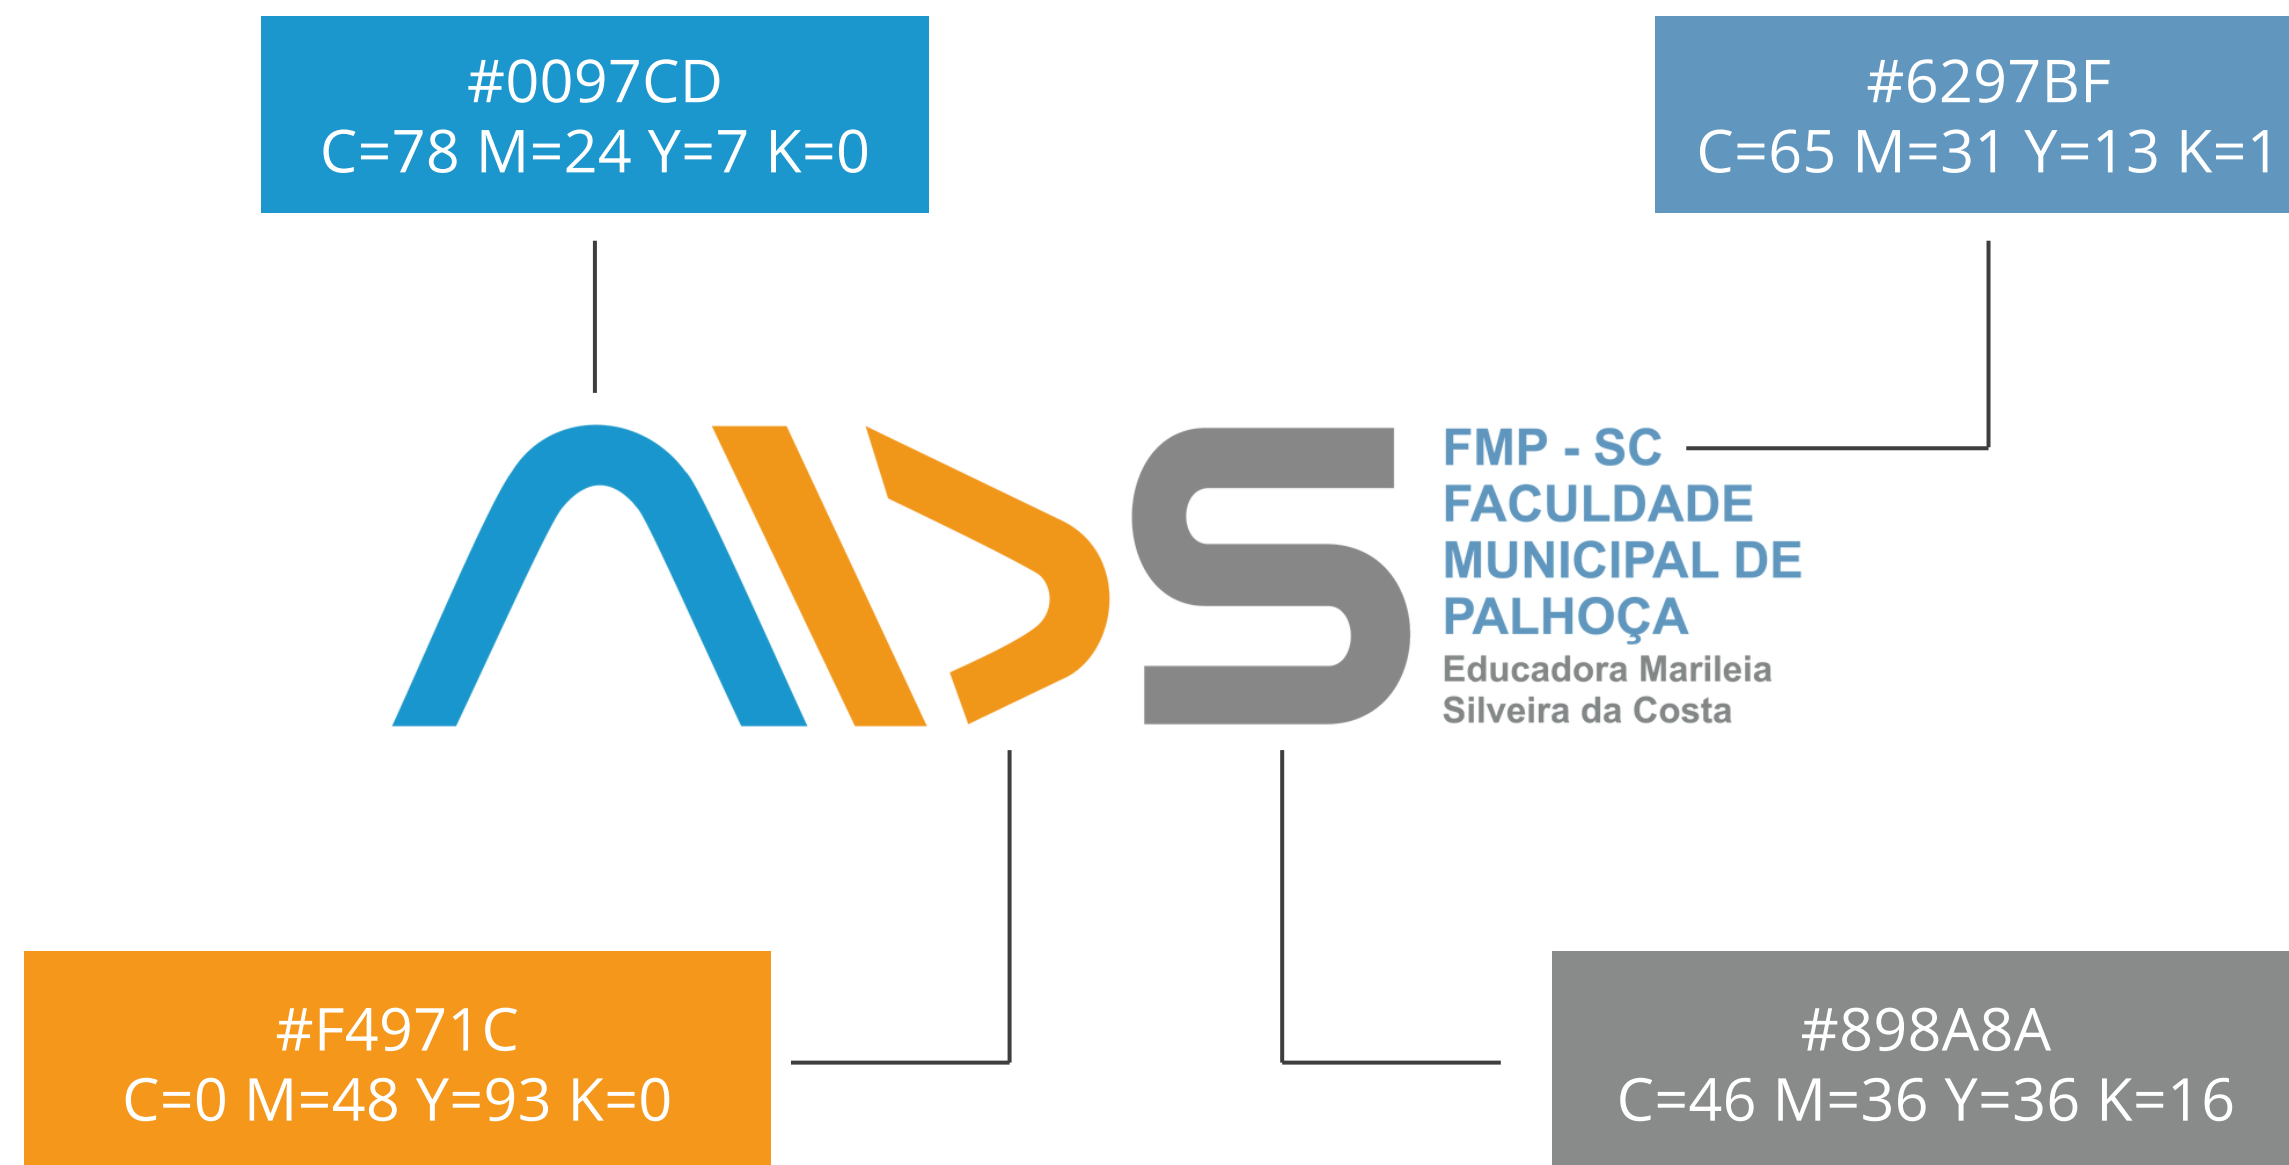 #0097CD
C=78 M=24 Y=7 K=0
#6297BF
C=65 M=31 Y=13 K=1
ADS
FMP - SC
FACULDADE
MUNICIPAL DE
PALHOÇA
Educadora Marileia
Silveira da Costa
#F4971C
C=0 M=48 Y=93 K=0
#898A8A
C=46 M=36 Y=36 K=16